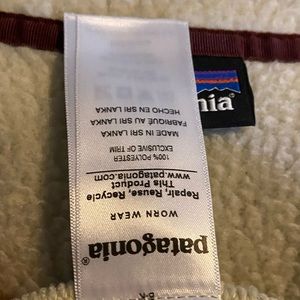 patagonia®
WORN WEAR
Repair, Reuse, Recycle
This Product
www.patagonia.com
100% POLYESTER
EXCLUSIVE OF TRIM
MADE IN SRI LANKA
FABRIQUÉ AU SRI LANKA
HECHO EN SRI LANKA
nia®